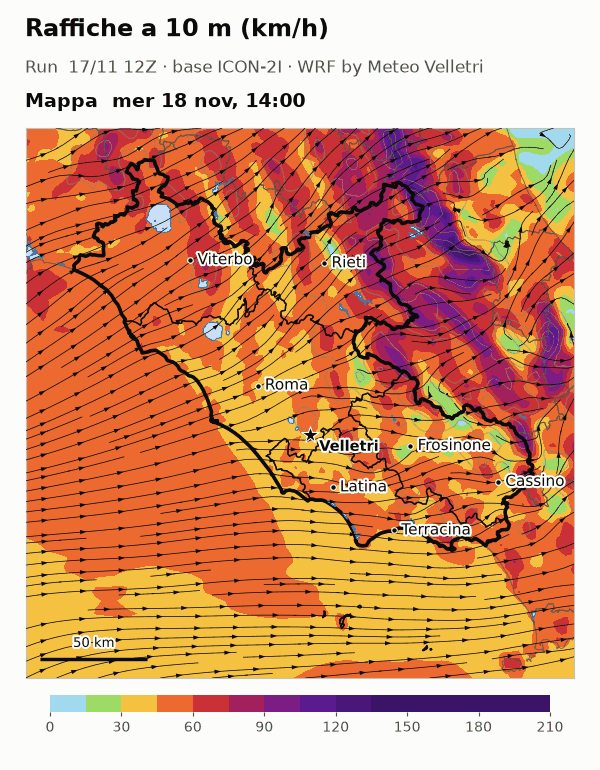 Raffiche a 10 m (km/h)
Run 17/11 12Z · base ICON-2I · WRF by Meteo Velletri
Mappa mer 18 nov, 14:00
Viterbo
Rieti
Roma
Velletri
Frosinone
Latina
Cassino
Terracina
50 km
0 30 60 90 120 150 180 210